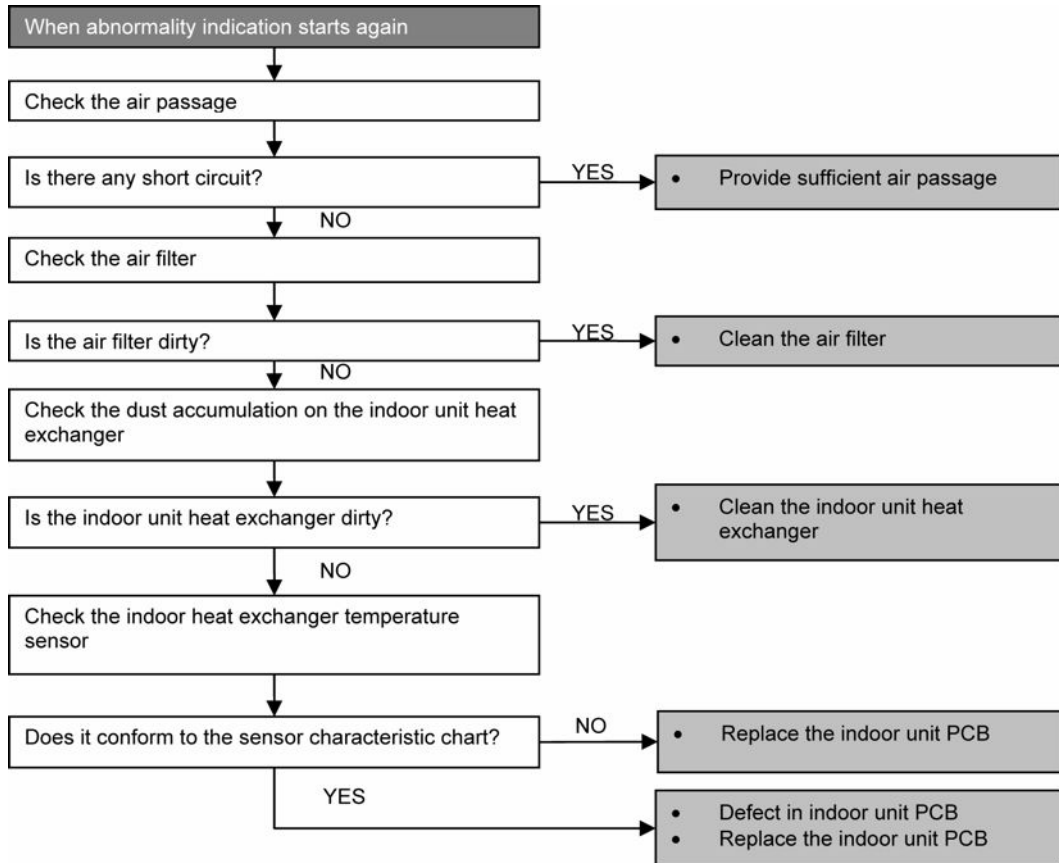 When abnormality indication starts again
Check the air passage
Is there any short circuit?
YES
• Provide sufficient air passage
NO
Check the air filter
Is the air filter dirty?
YES
• Clean the air filter
NO
Check the dust accumulation on the indoor unit heat
exchanger
Is the indoor unit heat exchanger dirty?
YES
• Clean the indoor unit heat
exchanger
NO
Check the indoor heat exchanger temperature
sensor
Does it conform to the sensor characteristic chart?
NO
• Replace the indoor unit PCB
YES
• Defect in indoor unit PCB
• Replace the indoor unit PCB